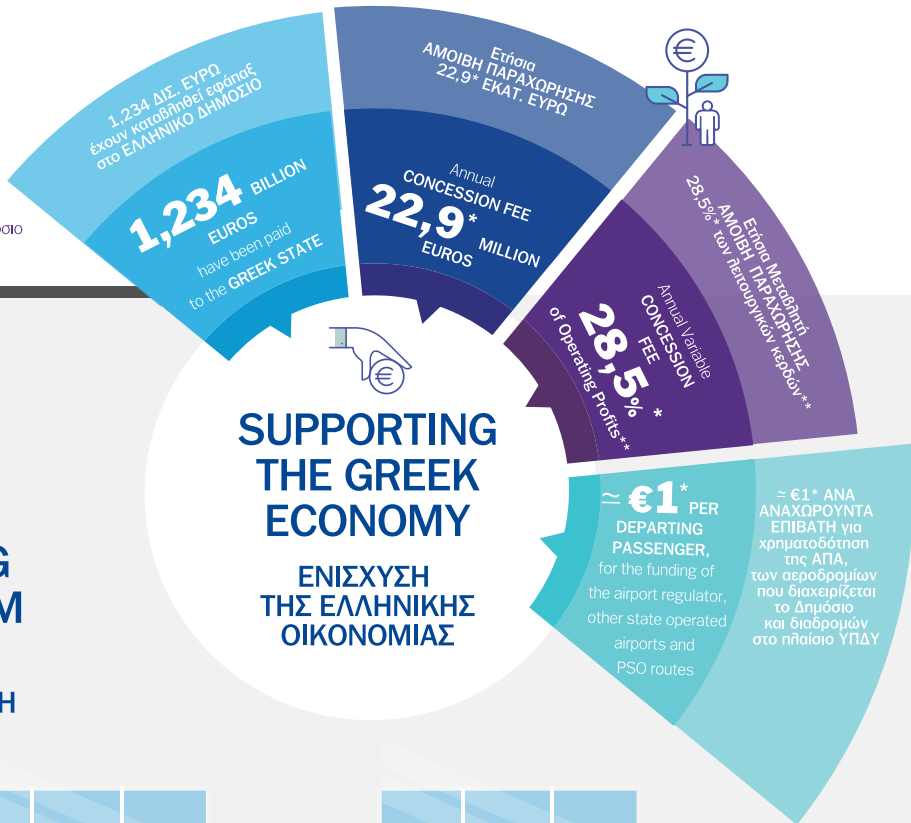 1,234 ΔΙΣ. ΕΥΡΩ
έχουν καταβληθεί εφάπαξ
στο ΕΛΛΗΝΙΚΟ ΔΗΜΟΣΙΟ
1,234 BILLION
EUROS
have been paid
to the GREEK STATE
Ετήσια
ΑΜΟΙΒΗ ΠΑΡΑΧΩΡΗΣΗΣ
22,9* ΕΚΑΤ. ΕΥΡΩ
Annual
CONCESSION FEE
22,9* MILLION
EUROS
Ετήσια Μεταβλητή
ΑΜΟΙΒΗ ΠΑΡΑΧΩΡΗΣΗΣ
28,5%* των λειτουργικών κερδών**
Annual Variable
CONCESSION
FEE
28,5%*
of Operating Profits**
≃ €1* PER
DEPARTING
PASSENGER,
for the funding of
the airport regulator,
other state operated
airports and
PSO routes
≃ €1* ΑΝΑ
ΑΝΑΧΩΡΟΥΝΤΑ
ΕΠΙΒΑΤΗ για
χρηματοδότηση
της ΑΠΑ,
των αεροδρομίων
που διαχειρίζεται
το Δημόσιο
και διαδρομών
στο πλαίσιο ΥΠΔΥ
€
€
SUPPORTING
THE GREEK
ECONOMY
ΕΝΙΣΧΥΣΗ
ΤΗΣ ΕΛΛΗΝΙΚΗΣ
ΟΙΚΟΝΟΜΙΑΣ
όσιο
G
M
Η